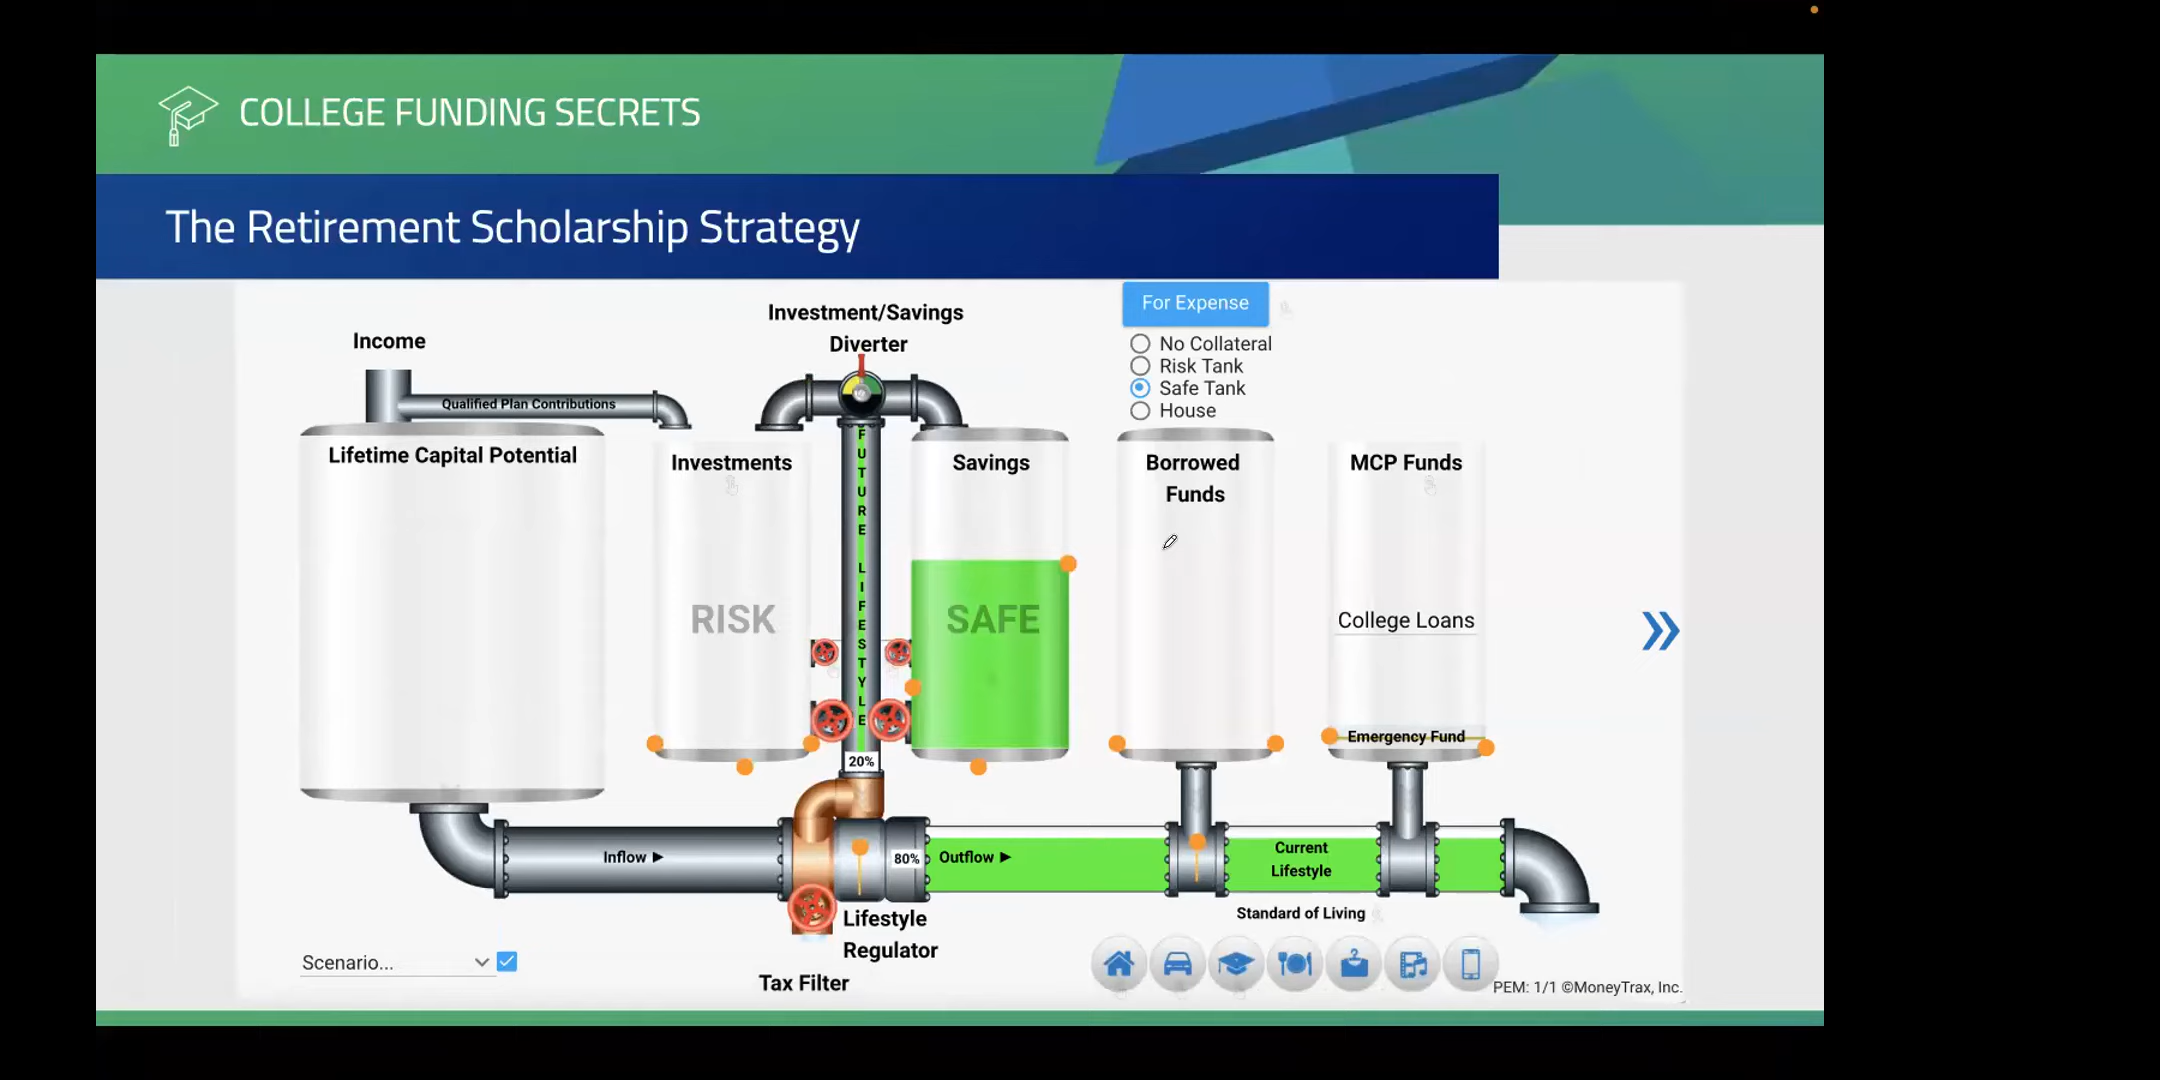 COLLEGE FUNDING SECRETS
The Retirement Scholarship Strategy
Income
Qualified Plan Contributions
Lifetime Capital Potential
Investment/Savings
Diverter
For Expense
No Collateral
Risk Tank
Safe Tank
House
Investments
RISK
FUTURE LIFESTYLE
20%
Savings
SAFE
Borrowed
Funds
MCP Funds
College Loans
Emergency Fund
Inflow ►
80%
Outflow ►
Current
Lifestyle
Standard of Living
Lifestyle
Regulator
Tax Filter
Scenario...
PEM: 1/1 ©MoneyTrax, Inc.